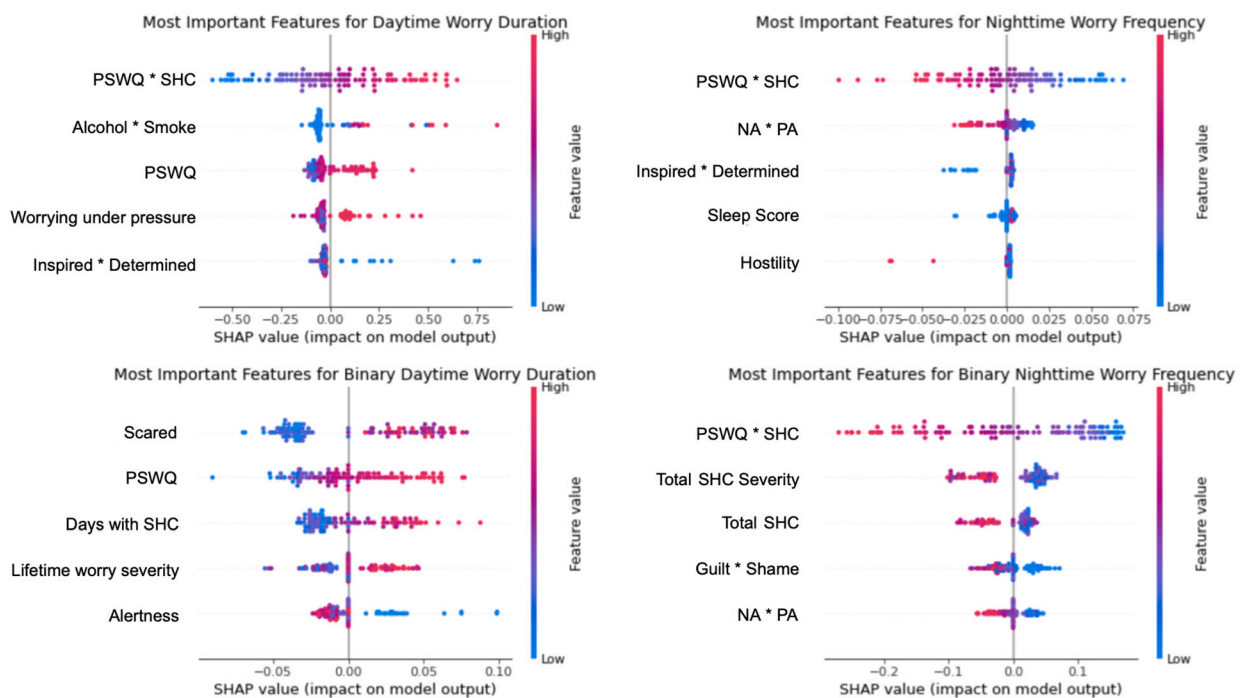 Most Important Features for Daytime Worry Duration
High
PSWQ * SHC
Alcohol * Smoke
PSWQ
Worrying under pressure
Inspired * Determined
Feature value
Low
−0.50 −0.25 0.00 0.25 0.50 0.75
SHAP value (impact on model output)
Most Important Features for Nighttime Worry Frequency
High
PSWQ * SHC
NA * PA
Inspired * Determined
Sleep Score
Hostility
Feature value
Low
−0.100 −0.075 −0.050 −0.025 0.000 0.025 0.050 0.075
SHAP value (impact on model output)
Most Important Features for Binary Daytime Worry Duration
High
Scared
PSWQ
Days with SHC
Lifetime worry severity
Alertness
Feature value
Low
−0.05 0.00 0.05 0.10
SHAP value (impact on model output)
Most Important Features for Binary Nighttime Worry Frequency
High
PSWQ * SHC
Total SHC Severity
Total SHC
Guilt * Shame
NA * PA
Feature value
Low
−0.2 −0.1 0.0 0.1
SHAP value (impact on model output)